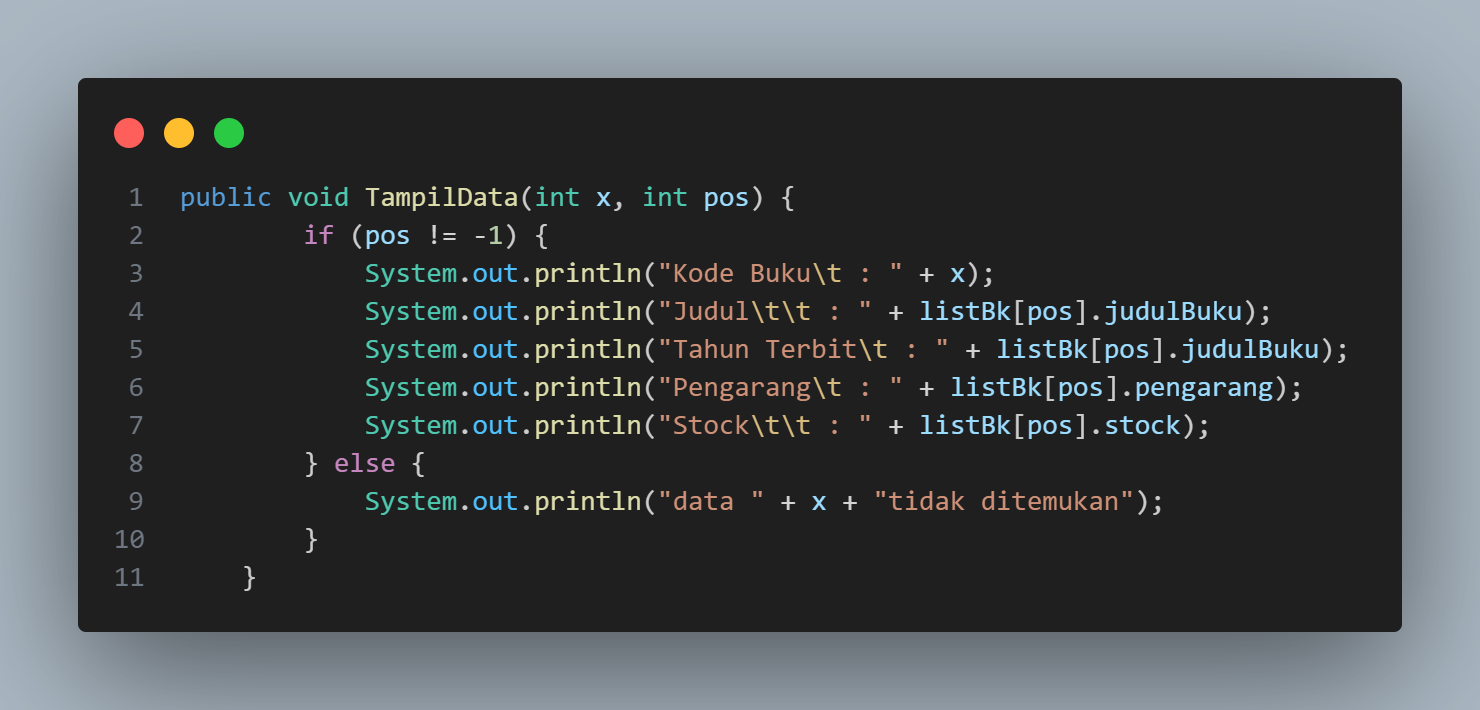 1 public void TampilData(int x, int pos) {
2         if (pos != -1) {
3             System.out.println("Kode Buku\t : " + x);
4             System.out.println("Judul\t\t : " + listBk[pos].judulBuku);
5             System.out.println("Tahun Terbit\t : " + listBk[pos].judulBuku);
6             System.out.println("Pengarang\t : " + listBk[pos].pengarang);
7             System.out.println("Stock\t\t : " + listBk[pos].stock);
8         } else {
9             System.out.println("data " + x + "tidak ditemukan");
10         }
11     }